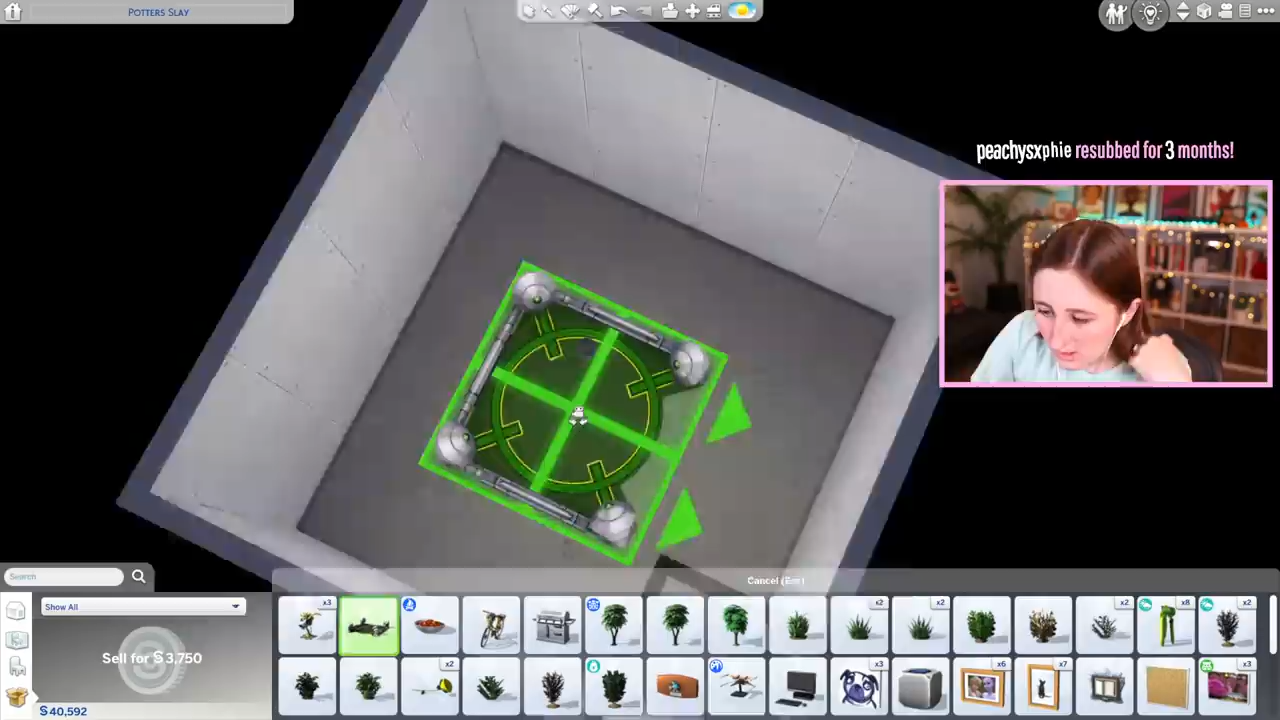 POTTERS SLAY
peachysxphie resubbed for 3 months!
Cancel (Esc)
Search
Show All
Sell for §3,750
§40,592
x3
x2
x2
x2
x8
x2
x2
x3
x6
x7
x3